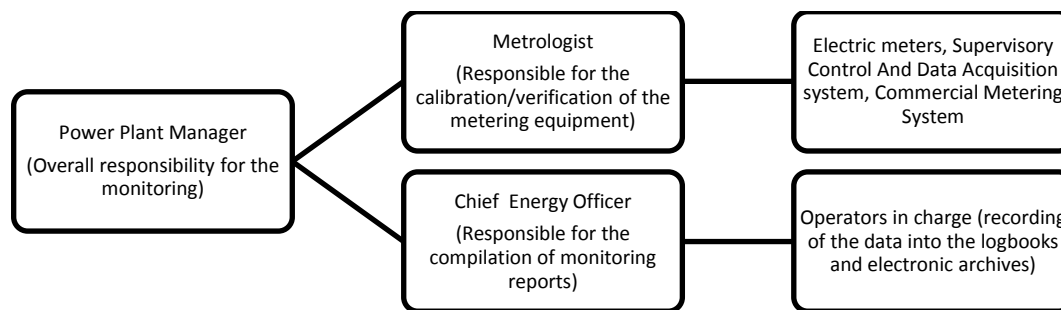 Power Plant Manager
(Overall responsibility for the
monitoring)
Metrologist
(Responsible for the
calibration/verification of the
metering equipment)
Electric meters, Supervisory
Control And Data Acquisition
system, Commercial Metering
System
Chief Energy Officer
(Responsible for the
compilation of monitoring
reports)
Operators in charge (recording
of the data into the logbooks
and electronic archives)